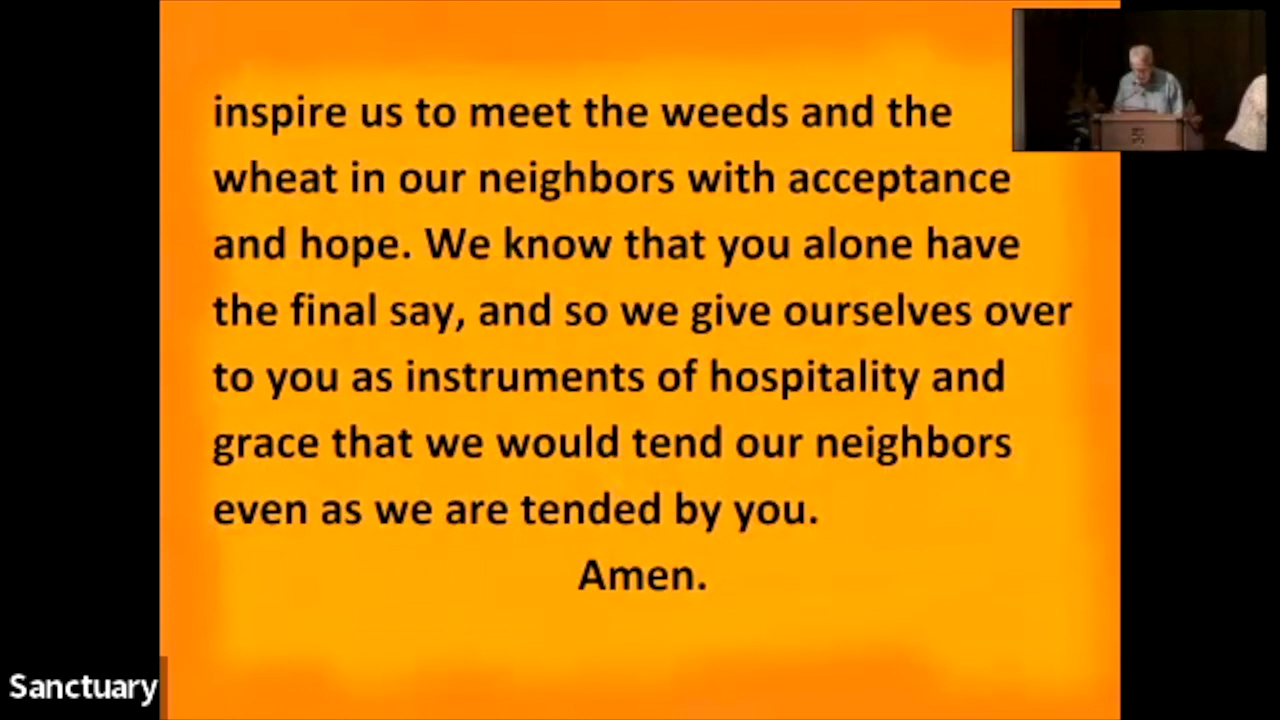 inspire us to meet the weeds and the
wheat in our neighbors with acceptance
and hope. We know that you alone have
the final say, and so we give ourselves over
to you as instruments of hospitality and
grace that we would tend our neighbors
even as we are tended by you.
Amen.
Sanctuary